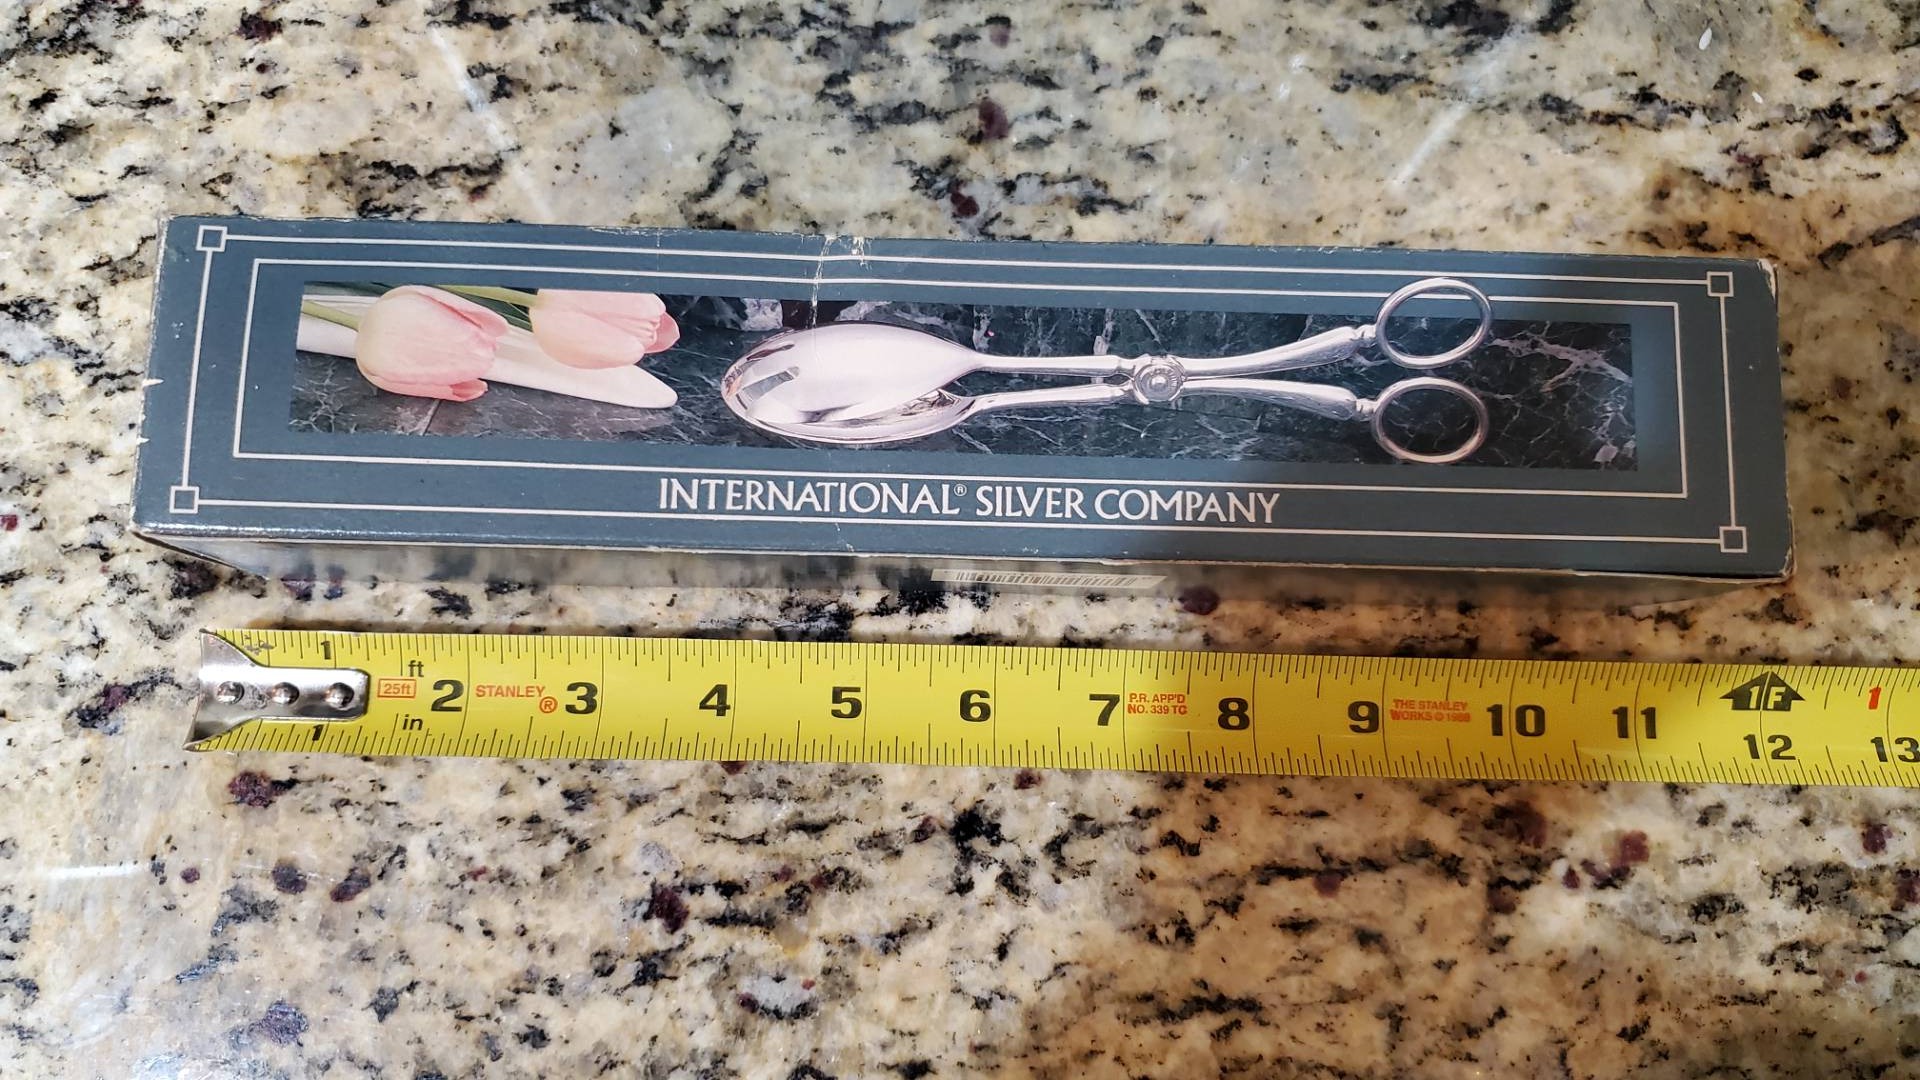 INTERNATIONAL® SILVER COMPANY
1 ft 1F 1
25ft 2 STANLEY® 3 4 5 6 7 P.R. APP'D 8 9 THE STANLEY 10 11 12 13
NO. 339 TC WORKS © 1989
1 in